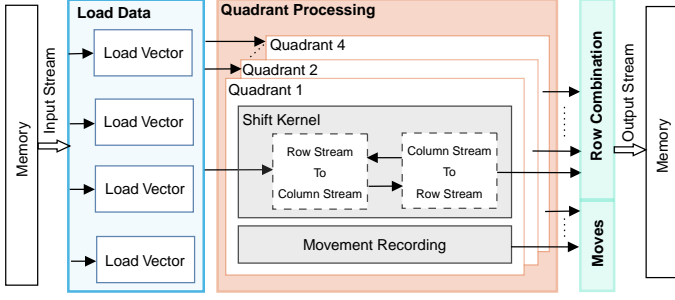 Memory
Input Stream
Load Data
Load Vector
Load Vector
Load Vector
Load Vector
Quadrant Processing
Quadrant 4
Quadrant 2
Quadrant 1
Shift Kernel
Row Stream
To
Column Stream
Column Stream
To
Row Stream
Movement Recording
Row Combination
Moves
Output Stream
Memory